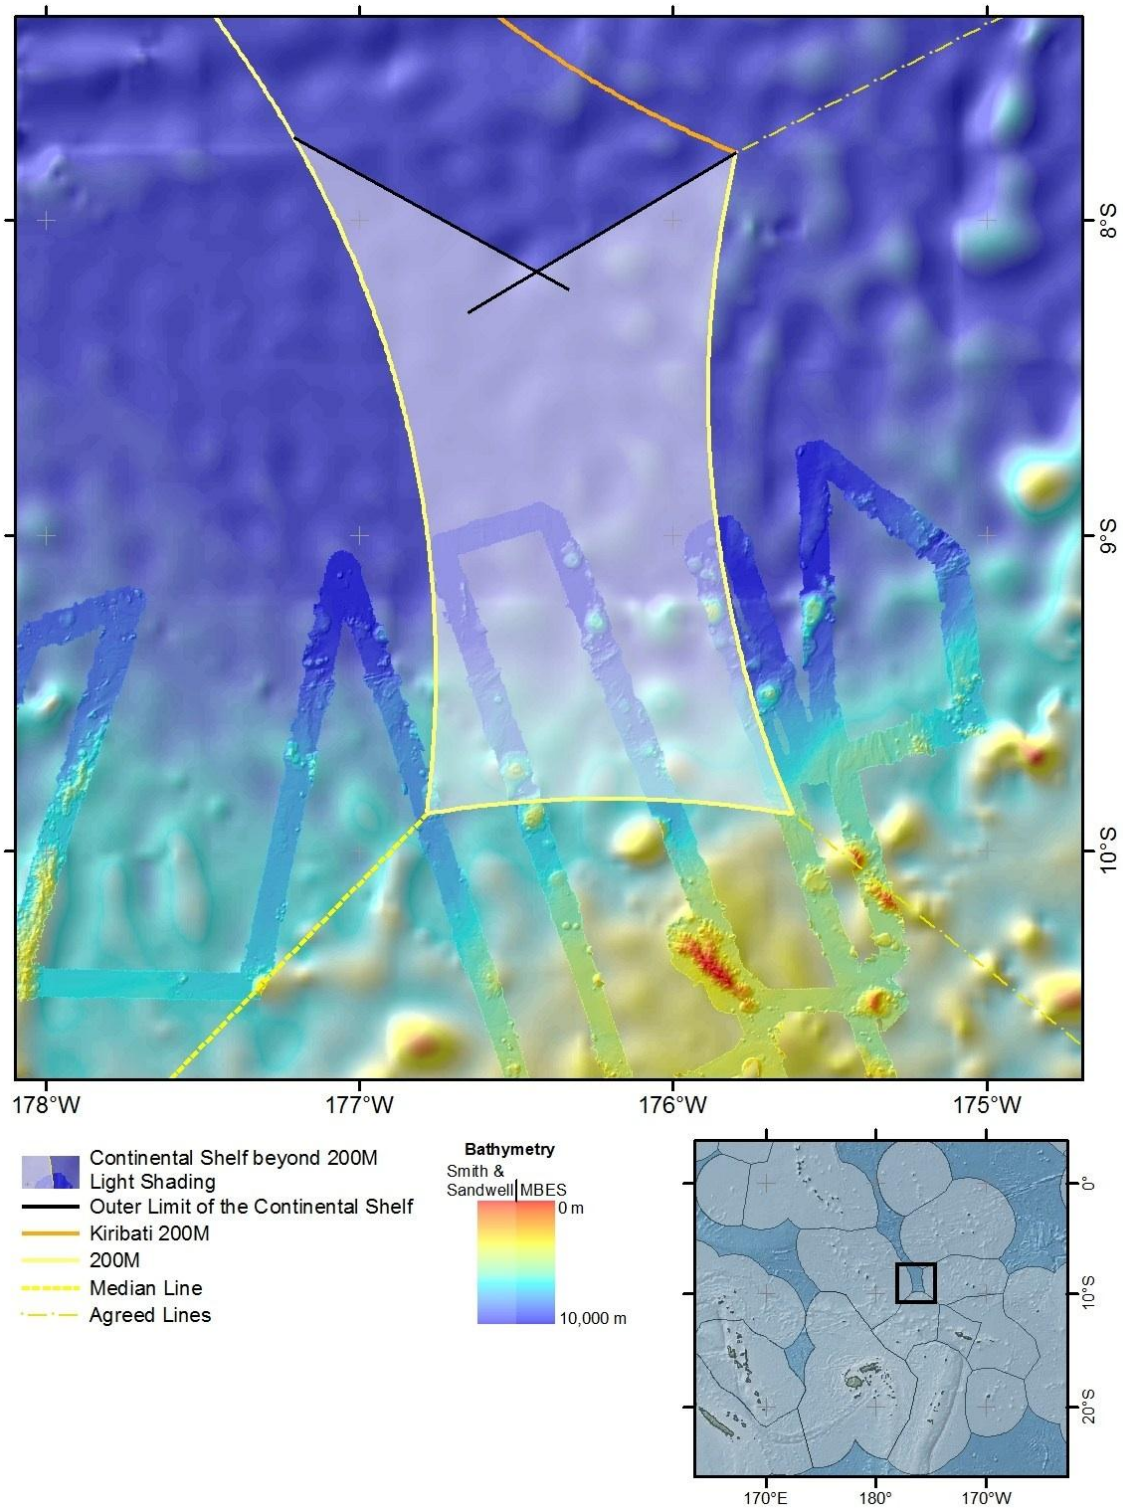 8°S
9°S
10°S
178°W
177°W
176°W
175°W
Continental Shelf beyond 200M
Light Shading
Outer Limit of the Continental Shelf
Kiribati 200M
200M
Median Line
Agreed Lines
Bathymetry
Smith &
Sandwell MBES
0 m
10,000 m
0°
10°S
20°S
170°E
180°
170°W